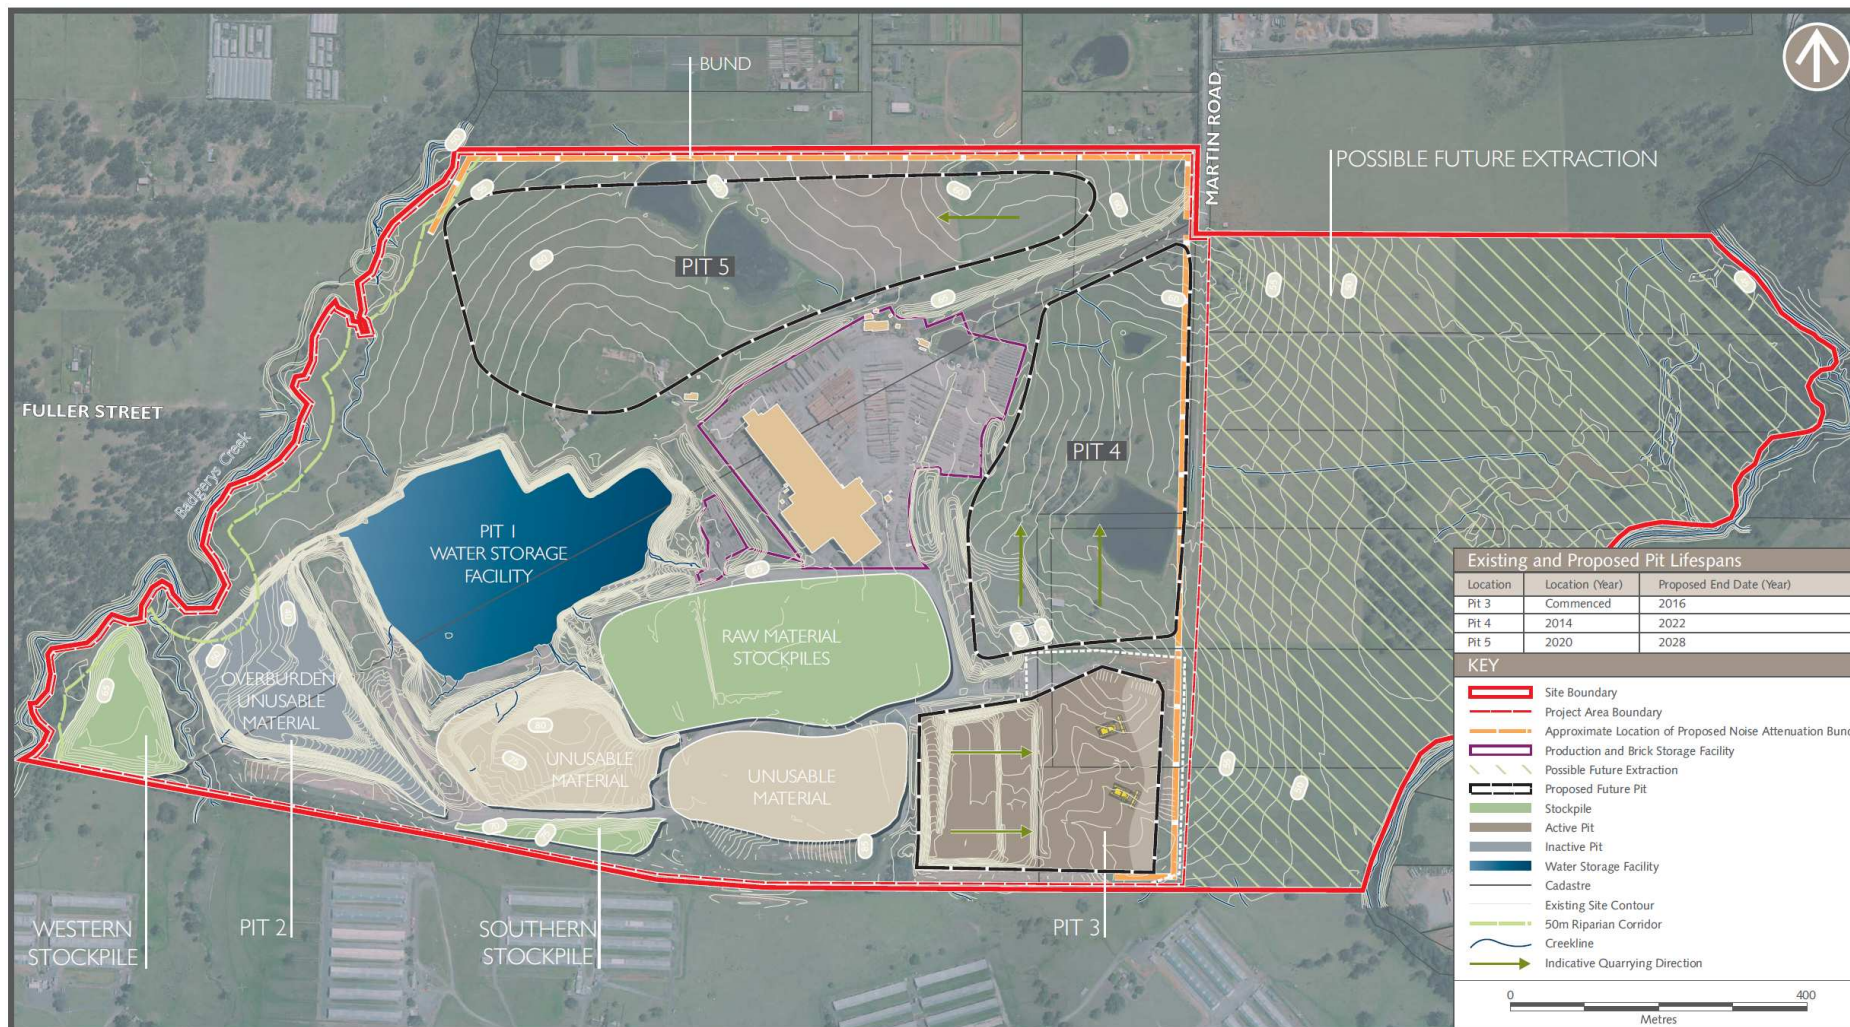 BUND
MARTIN ROAD
POSSIBLE FUTURE EXTRACTION
PIT 5
FULLER STREET
Badgerys Creek
PIT 4
PIT 1
WATER STORAGE
FACILITY
RAW MATERIAL
STOCKPILES
OVERBURDEN/
UNUSABLE
MATERIAL
UNUSABLE
MATERIAL
UNUSABLE
MATERIAL
WESTERN
STOCKPILE
PIT 2
SOUTHERN
STOCKPILE
PIT 3
Existing and Proposed Pit Lifespans
Location Location (Year) Proposed End Date (Year)
Pit 3 Commenced 2016
Pit 4 2014 2022
Pit 5 2020 2028
KEY
Site Boundary
Project Area Boundary
Approximate Location of Proposed Noise Attenuation Bund
Production and Brick Storage Facility
Possible Future Extraction
Proposed Future Pit
Stockpile
Active Pit
Inactive Pit
Water Storage Facility
Cadastre
Existing Site Contour
50m Riparian Corridor
Creekline
Indicative Quarrying Direction
0 400
Metres